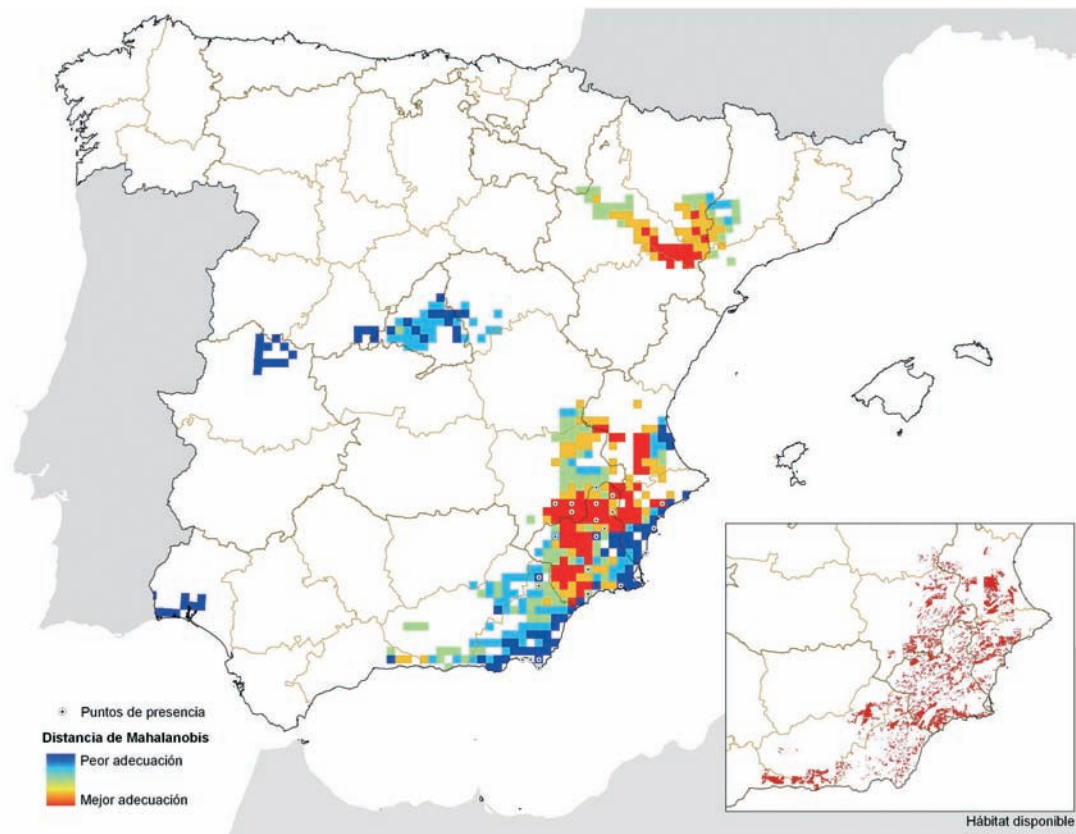 Puntos de presencia
Distancia de Mahalanobis
Peor adecuación
Mejor adecuación
Hábitat disponible